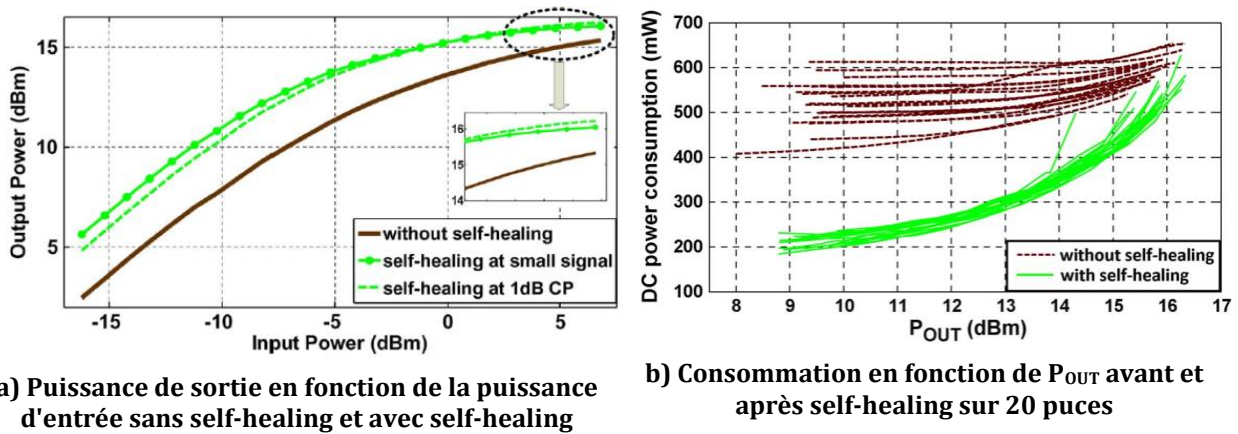 Output Power (dBm)
15
10
5
16
15
14
without self-healing
self-healing at small signal
self-healing at 1dB CP
-15
-10
-5
0
5
Input Power (dBm)
a) Puissance de sortie en fonction de la puissance
d'entrée sans self-healing et avec self-healing
DC power consumption (mW)
700
600
500
400
300
200
100
without self-healing
with self-healing
8
9
10
11
12
13
14
15
16
17
POUT (dBm)
b) Consommation en fonction de POUT avant et
après self-healing sur 20 puces